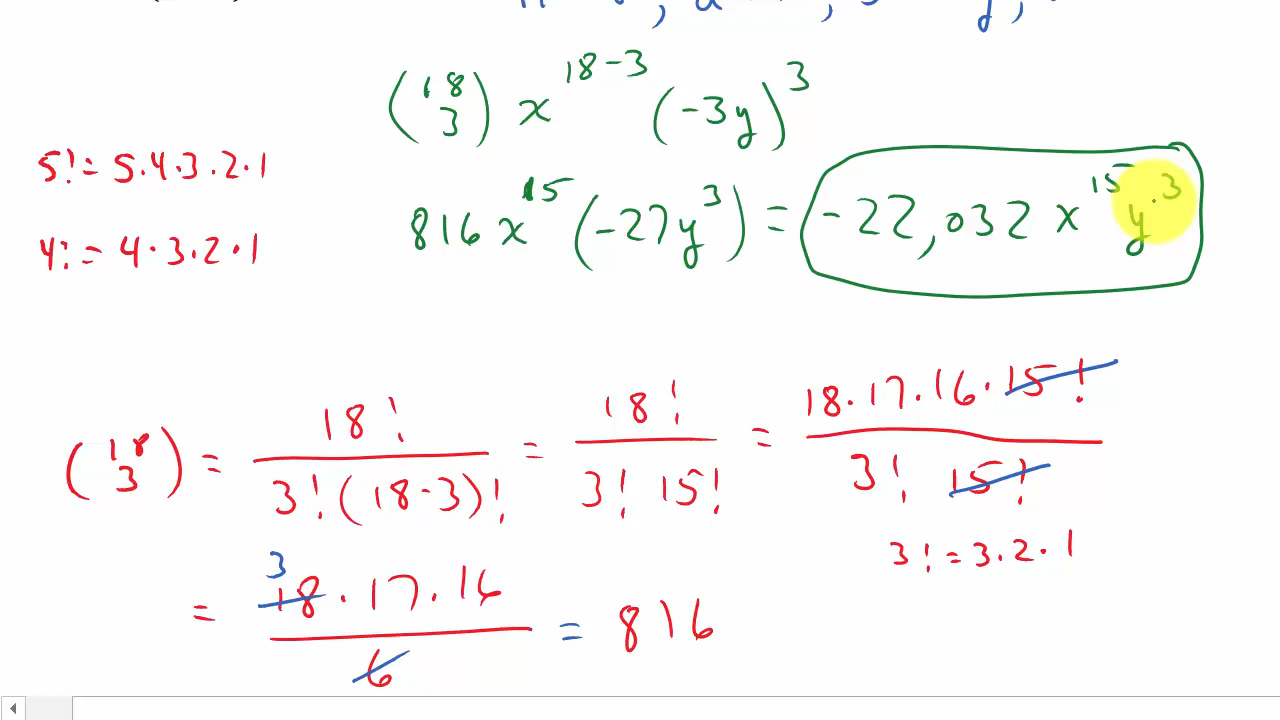 (18 3) x^18-3 (-3y)^3
5! = 5.4.3.2.1
816 x^15 (-27y^3) = -22,032 x^15 y^3
4! = 4.3.2.1
(18 3) = 18! / 3!(18-3)! = 18! / 3! 15! = 18.17.16.15! / 3! 15!
3! = 3.2.1
3
= 18.17.16 / 6 = 816